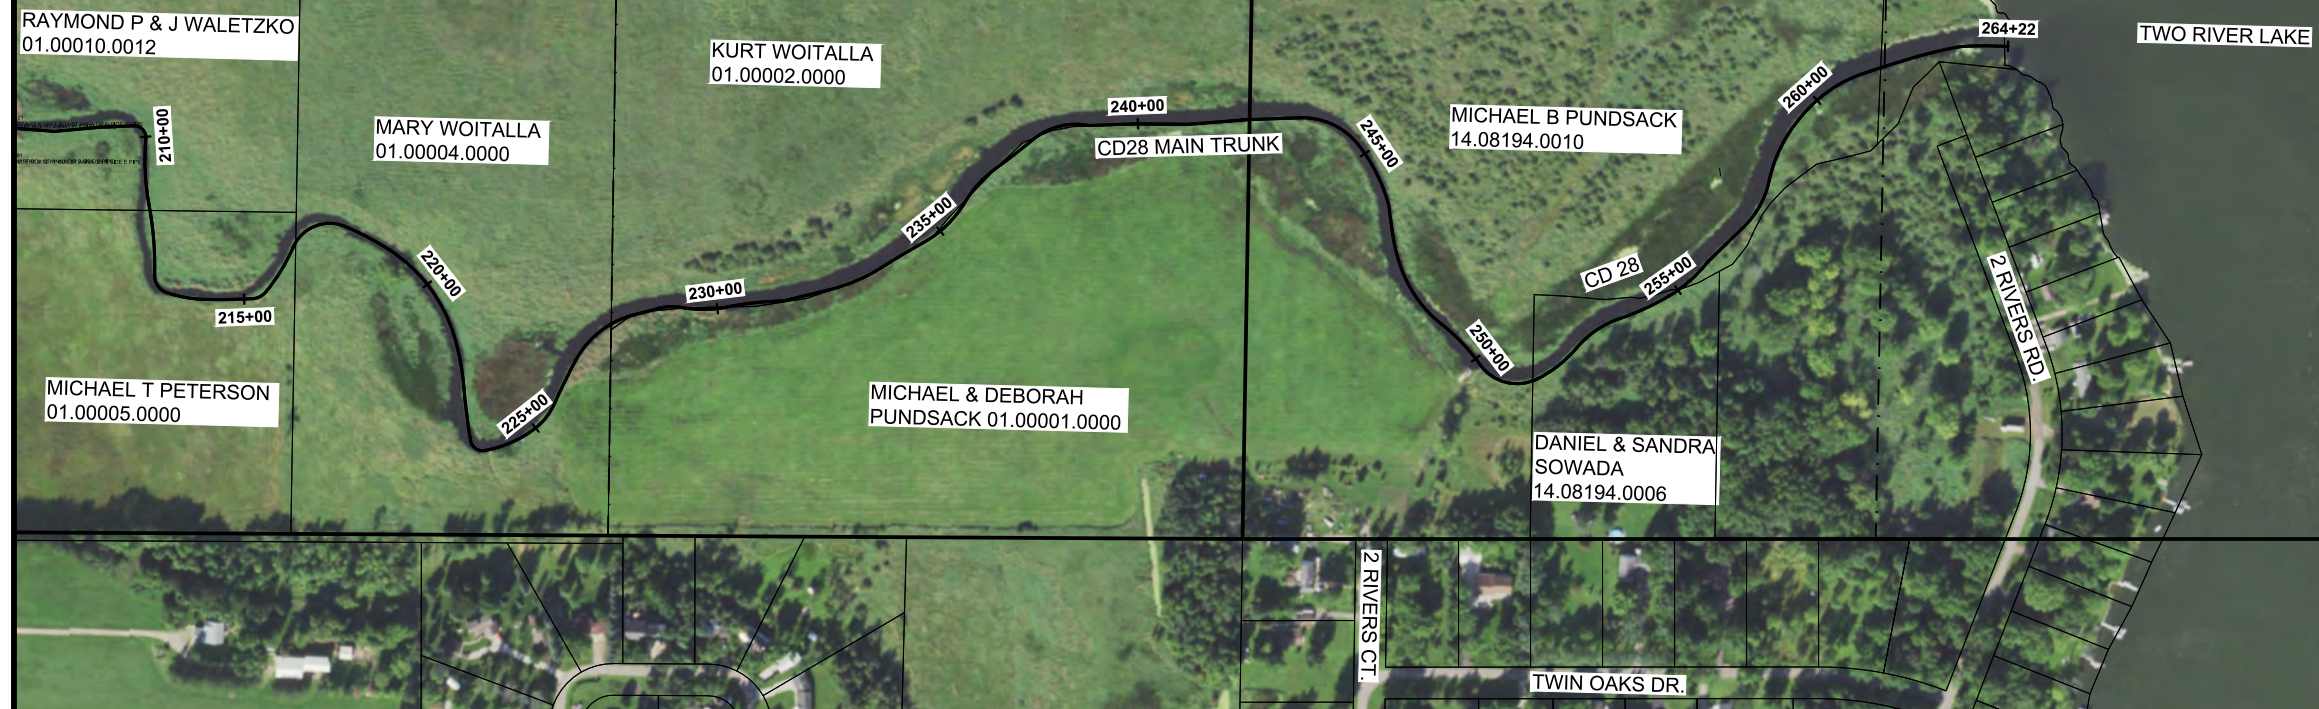 RAYMOND P & J WALETZKO
01.00010.0012
KURT WOITALLA
01.00002.0000
264+22
TWO RIVER LAKE
MARY WOITALLA
01.00004.0000
210+00
240+00
CD28 MAIN TRUNK
245+00
MICHAEL B PUNDSACK
14.08194.0010
260+00
220+00
215+00
235+00
230+00
CD 28
255+00
250+00
2 RIVERS RD.
MICHAEL T PETERSON
01.00005.0000
225+00
MICHAEL & DEBORAH
PUNDSACK 01.00001.0000
DANIEL & SANDRA
SOWADA
14.08194.0006
2 RIVERS CT.
TWIN OAKS DR.